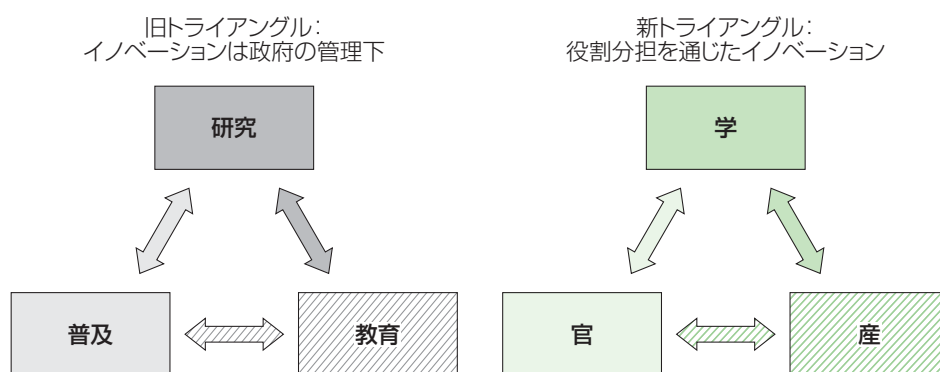 旧トライアングル：
イノベーションは政府の管理下
研究
普及
教育
新トライアングル：
役割分担を通じたイノベーション
学
官
産